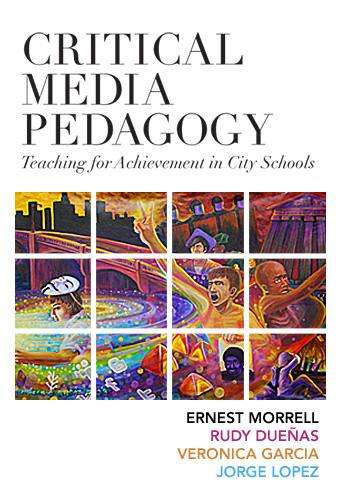 CRITICAL
MEDIA
PEDAGOGY
Teaching for Achievement in City Schools
ERNEST MORRELL
RUDY DUEÑAS
VERONICA GARCIA
JORGE LOPEZ